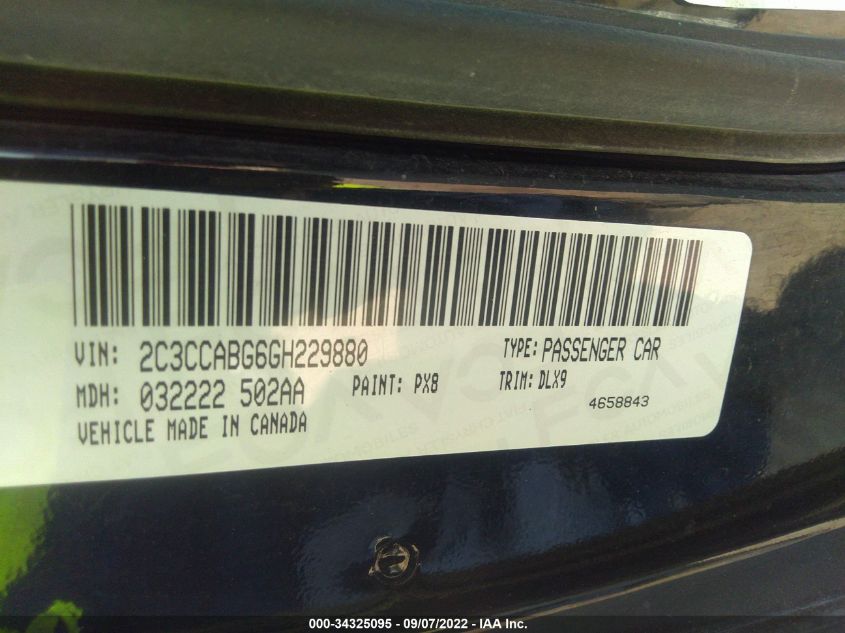 VIN: 2C3CCABG6GH229880 TYPE: PASSENGER CAR
MDH: 032222 502AA PAINT: PX8 TRIM: DLX9
VEHICLE MADE IN CANADA 4658843
000-34325095 - 09/07/2022 - IAA Inc.